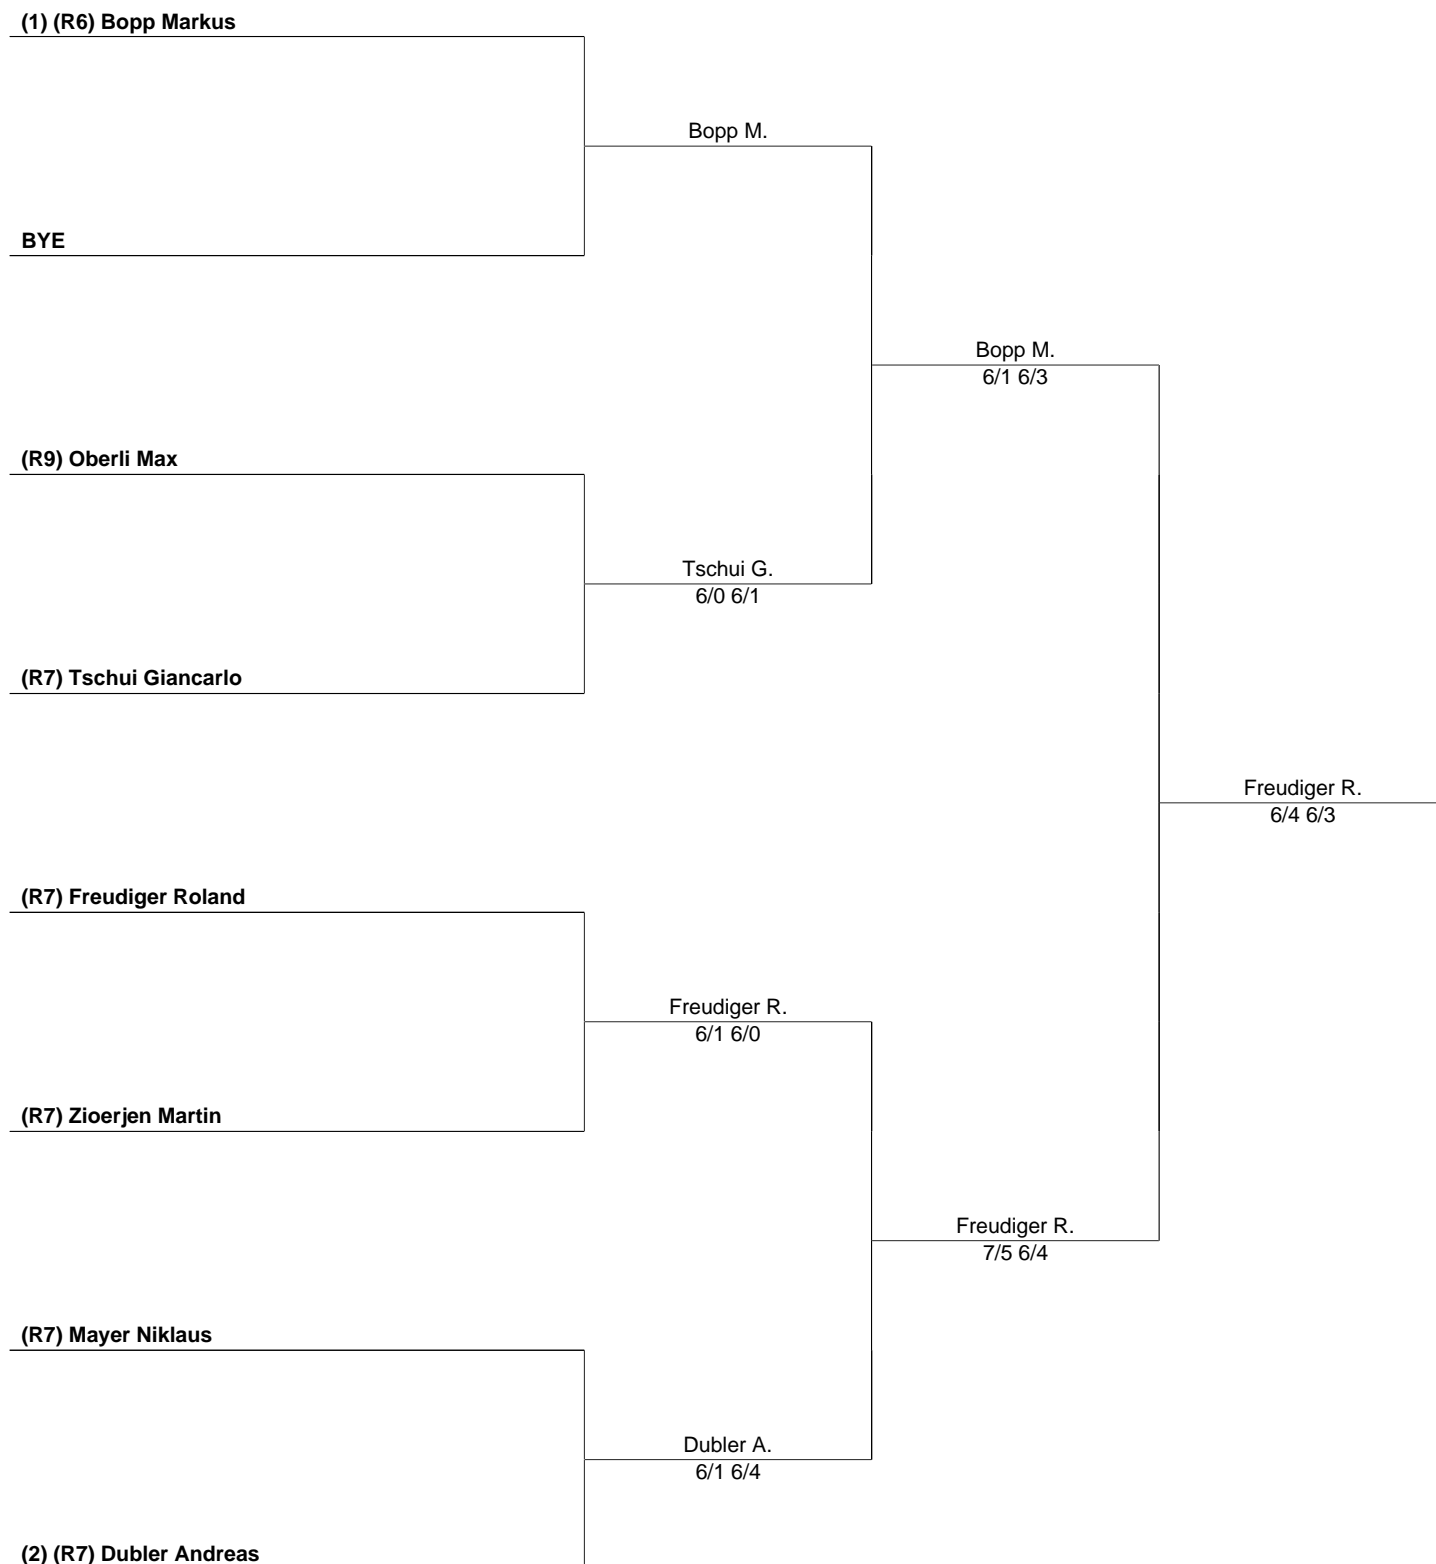 (1) (R6) Bopp Markus
Bopp M.
BYE
Bopp M.
6/1 6/3
(R9) Oberli Max
Tschui G.
6/0 6/1
(R7) Tschui Giancarlo
Freudiger R.
6/4 6/3
(R7) Freudiger Roland
Freudiger R.
6/1 6/0
(R7) Zioerjen Martin
Freudiger R.
7/5 6/4
(R7) Mayer Niklaus
Dubler A.
6/1 6/4
(2) (R7) Dubler Andreas